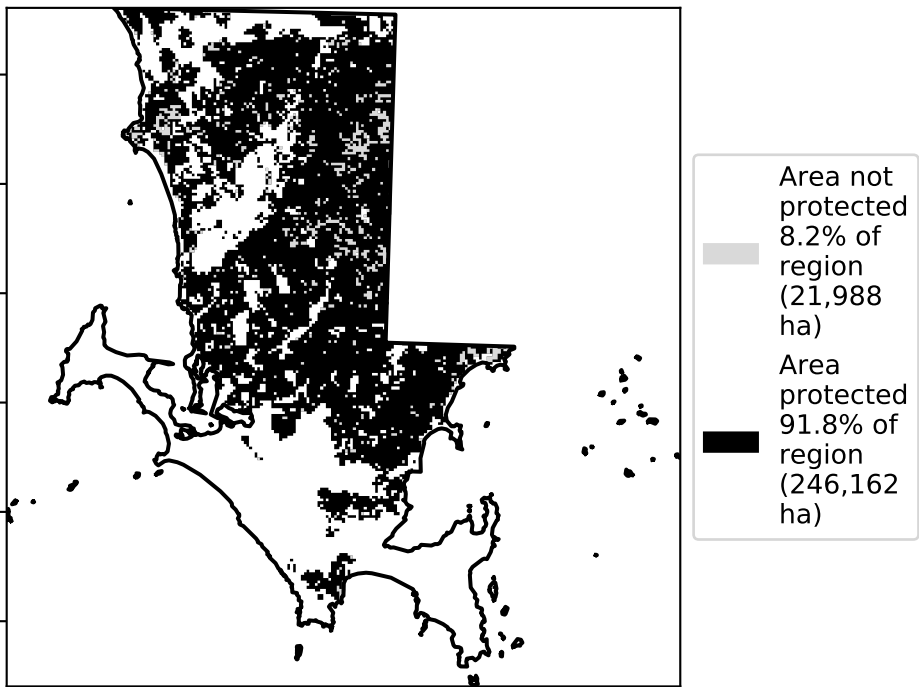 Area not
protected
8.2% of
region
(21,988
ha)
Area
protected
91.8% of
region
(246,162
ha)